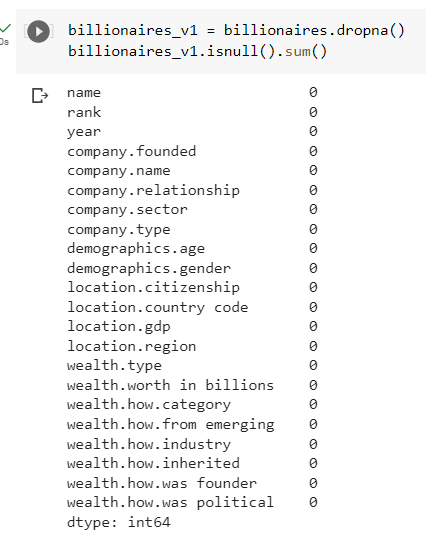 billionaires_v1 = billionaires.dropna()
billionaires_v1.isnull().sum()
0s
name 0
rank 0
year 0
company.founded 0
company.name 0
company.relationship 0
company.sector 0
company.type 0
demographics.age 0
demographics.gender 0
location.citizenship 0
location.country code 0
location.gdp 0
location.region 0
wealth.type 0
wealth.worth in billions 0
wealth.how.category 0
wealth.how.from emerging 0
wealth.how.industry 0
wealth.how.inherited 0
wealth.how.was founder 0
wealth.how.was political 0
dtype: int64